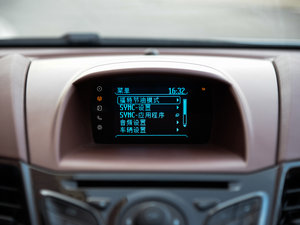 菜单 16:32
福特节油模式
SYNC-设置
SYNC-应用程序
音频设置
车辆设置